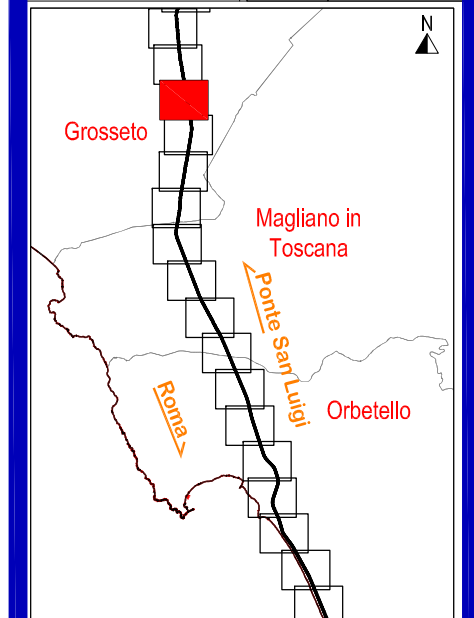 N
Grosseto
Magliano in
Toscana
Ponte San Luigi
Roma
Orbetello